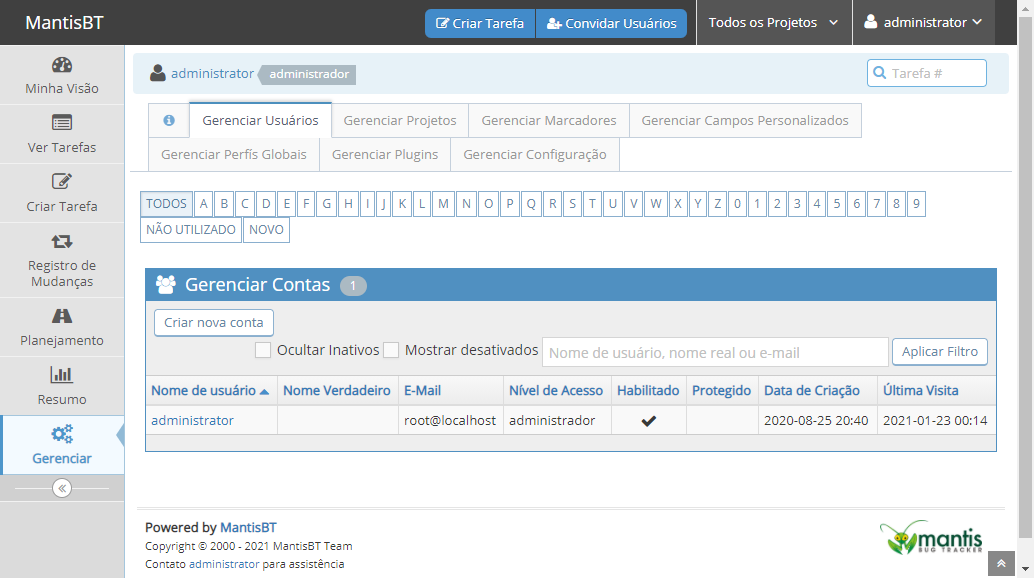 MantisBT
Criar Tarefa
Convidar Usuários
Todos os Projetos
administrator
Minha Visão
Ver Tarefas
Criar Tarefa
Registro de
Mudanças
Planejamento
Resumo
Gerenciar
administrator administrador
Tarefa #
Gerenciar Usuários Gerenciar Projetos Gerenciar Marcadores Gerenciar Campos Personalizados
Gerenciar Perfís Globais Gerenciar Plugins Gerenciar Configuração
TODOS A B C D E F G H I J K L M N O P Q R S T U V W X Y Z 0 1 2 3 4 5 6 7 8 9
NÃO UTILIZADO NOVO
Gerenciar Contas 1
Criar nova conta
Ocultar Inativos Mostrar desativados Nome de usuário, nome real ou e-mail Aplicar Filtro
Nome de usuário Nome Verdadeiro E-Mail Nível de Acesso Habilitado Protegido Data de Criação Última Visita
administrator root@localhost administrador 2020-08-25 20:40 2021-01-23 00:14
Powered by MantisBT
Copyright © 2000 - 2021 MantisBT Team
Contato administrator para assistência
mantis
BUG TRACKER